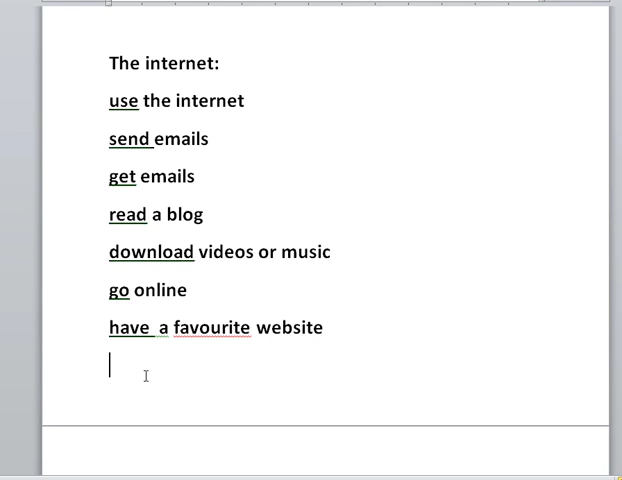 The internet:
use the internet
send emails
get emails
read a blog
download videos or music
go online
have  a favourite website